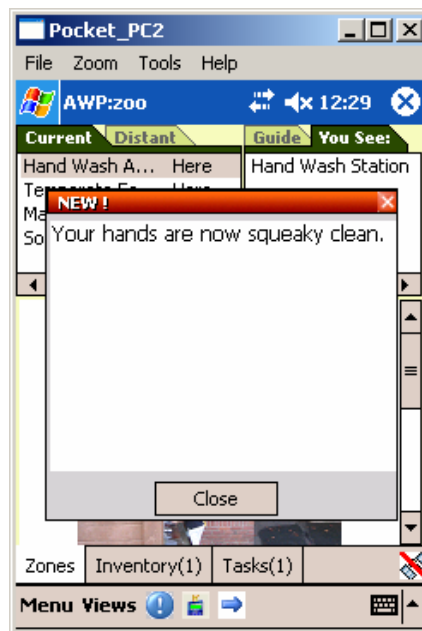 Pocket_PC2
File Zoom Tools Help
AWP:zoo 12:29
Current Distant Guide You See:
Hand Wash A... Here Hand Wash Station
NEW!
Your hands are now squeaky clean.
Close
Zones Inventory(1) Tasks(1)
Menu Views